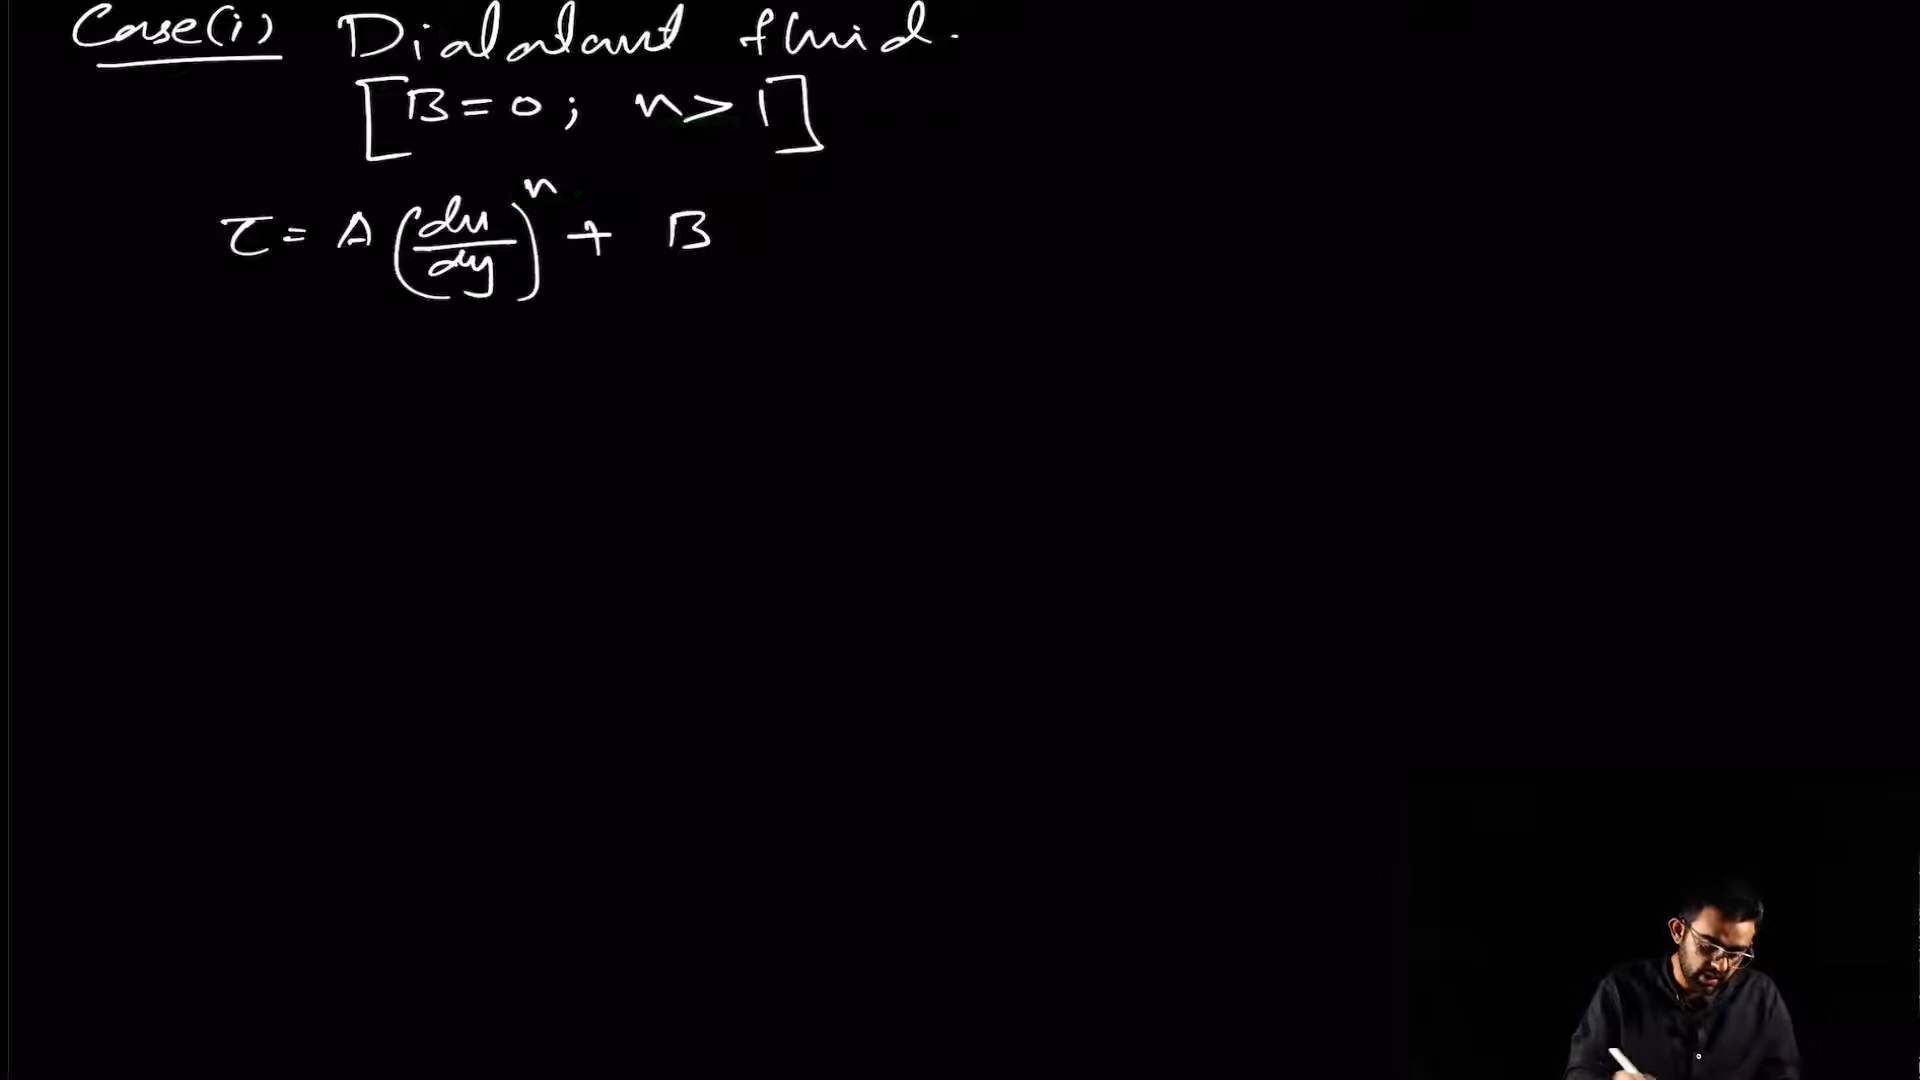 Case(i) Dialatant fluid.
[B = 0 ; n > 1]
τ = A (du/dy)^n + B